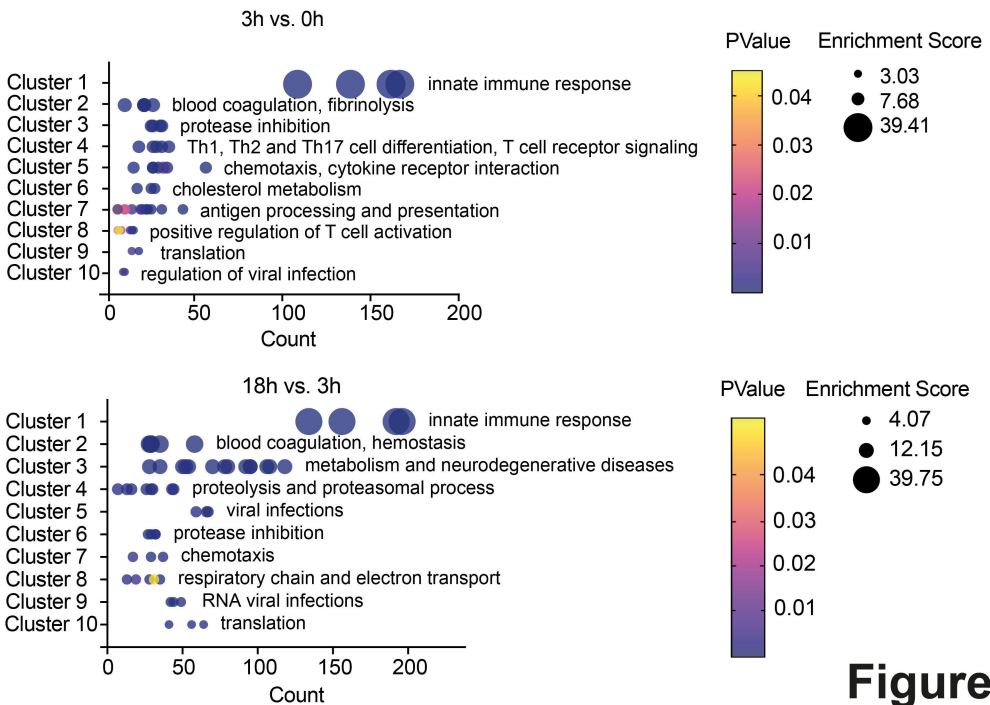 3h vs. 0h
PValue Enrichment Score
Cluster 1 innate immune response
Cluster 2 blood coagulation, fibrinolysis
Cluster 3 protease inhibition
Cluster 4 Th1, Th2 and Th17 cell differentiation, T cell receptor signaling
Cluster 5 chemotaxis, cytokine receptor interaction
Cluster 6 cholesterol metabolism
Cluster 7 antigen processing and presentation
Cluster 8 positive regulation of T cell activation
Cluster 9 translation
Cluster 10 regulation of viral infection
0 50 100 150 200
Count
0.04
0.03
0.02
0.01
3.03
7.68
39.41
18h vs. 3h
PValue Enrichment Score
Cluster 1 innate immune response
Cluster 2 blood coagulation, hemostasis
Cluster 3 metabolism and neurodegenerative diseases
Cluster 4 proteolysis and proteasomal process
Cluster 5 viral infections
Cluster 6 protease inhibition
Cluster 7 chemotaxis
Cluster 8 respiratory chain and electron transport
Cluster 9 RNA viral infections
Cluster 10 translation
0 50 100 150 200
Count
0.04
0.03
0.02
0.01
4.07
12.15
39.75
Figure